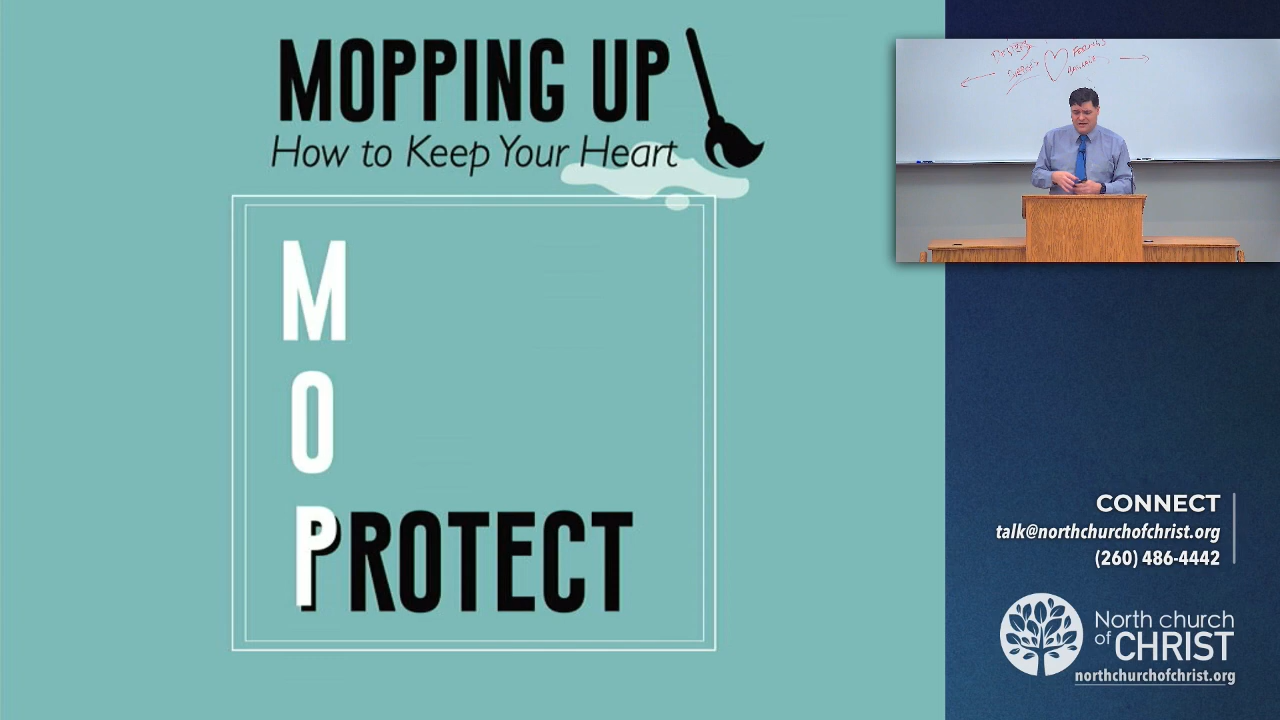 MOPPING UP
How to Keep Your Heart
M
O
PROTECT
CONNECT
talk@northchurchofchrist.org
(260) 486-4442
North church
of CHRIST
northchurchofchrist.org